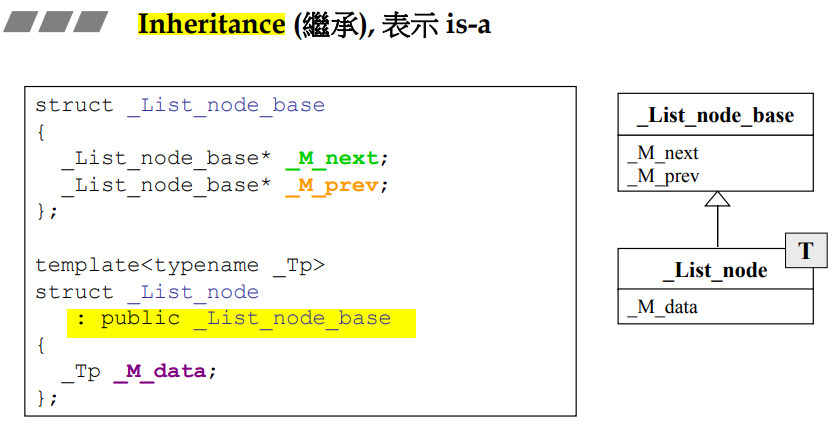 Inheritance (繼承), 表示 is-a
struct _List_node_base
{
_List_node_base* _M_next;
_List_node_base* _M_prev;
};
template<typename _Tp>
struct _List_node
: public _List_node_base
{
_Tp _M_data;
};
_List_node_base
_M_next
_M_prev
T
_List_node
_M_data